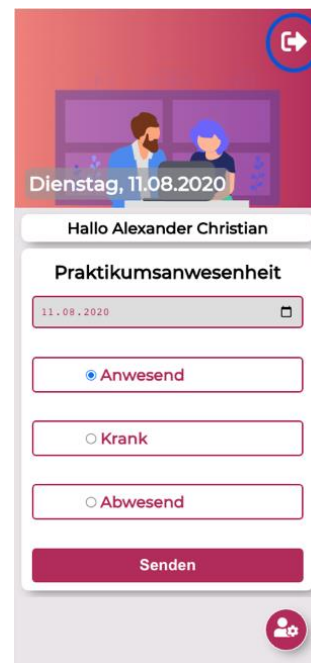 Dienstag, 11.08.2020
Hallo Alexander Christian
Praktikumsanwesenheit
11.08.2020
Anwesend
Krank
Abwesend
Senden